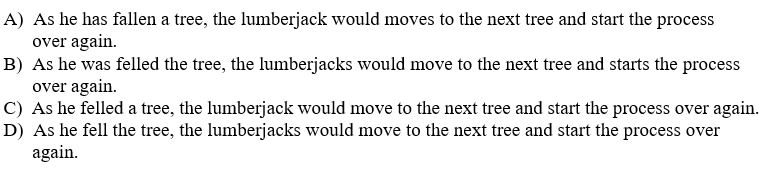 A) As he has fallen a tree, the lumberjack would moves to the next tree and start the process
over again.
B) As he was felled the tree, the lumberjacks would move to the next tree and starts the process
over again.
C) As he felled a tree, the lumberjack would move to the next tree and start the process over again.
D) As he fell the tree, the lumberjacks would move to the next tree and start the process over
again.